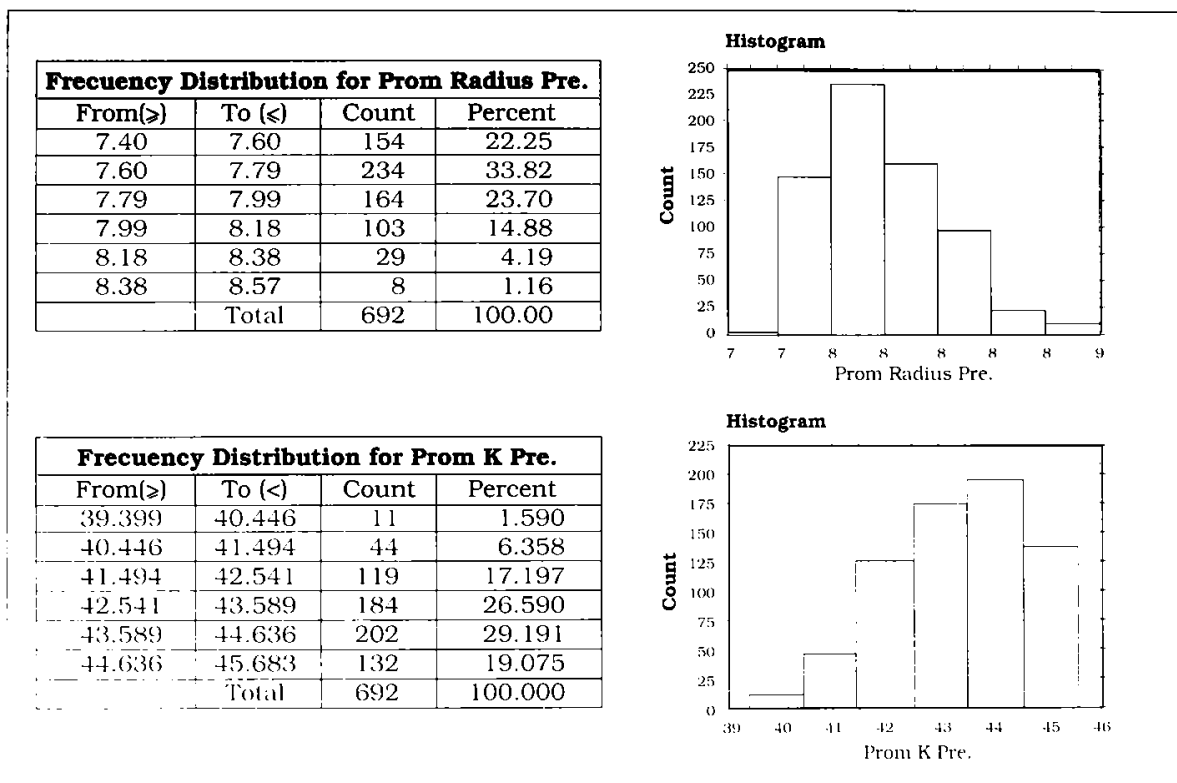 Frecuency Distribution for Prom Radius Pre.
From(⩾) To (⩽) Count Percent
7.40 7.60 154 22.25
7.60 7.79 234 33.82
7.79 7.99 164 23.70
7.99 8.18 103 14.88
8.18 8.38 29 4.19
8.38 8.57 8 1.16
Total 692 100.00
Histogram
Count
250
225
200
175
150
125
100
75
50
25
0
7 7 8 8 8 8 8 9
Prom Radius Pre.
Frecuency Distribution for Prom K Pre.
From(⩾) To (<) Count Percent
39.399 40.446 11 1.590
40.446 41.494 44 6.358
41.494 42.541 119 17.197
42.541 43.589 184 26.590
43.589 44.636 202 29.191
44.636 45.683 132 19.075
Total 692 100.000
Histogram
Count
225
200
175
150
125
100
75
50
25
0
39 40 41 42 43 44 45 46
Prom K Pre.